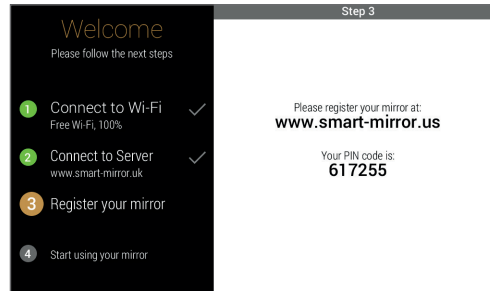 Welcome
Please follow the next steps
1 Connect to Wi-Fi
Free Wi-Fi, 100%
2 Connect to Server
www.smart-mirror.uk
3 Register your mirror
4 Start using your mirror
Step 3
Please register your mirror at:
www.smart-mirror.us
Your PIN code is:
617255